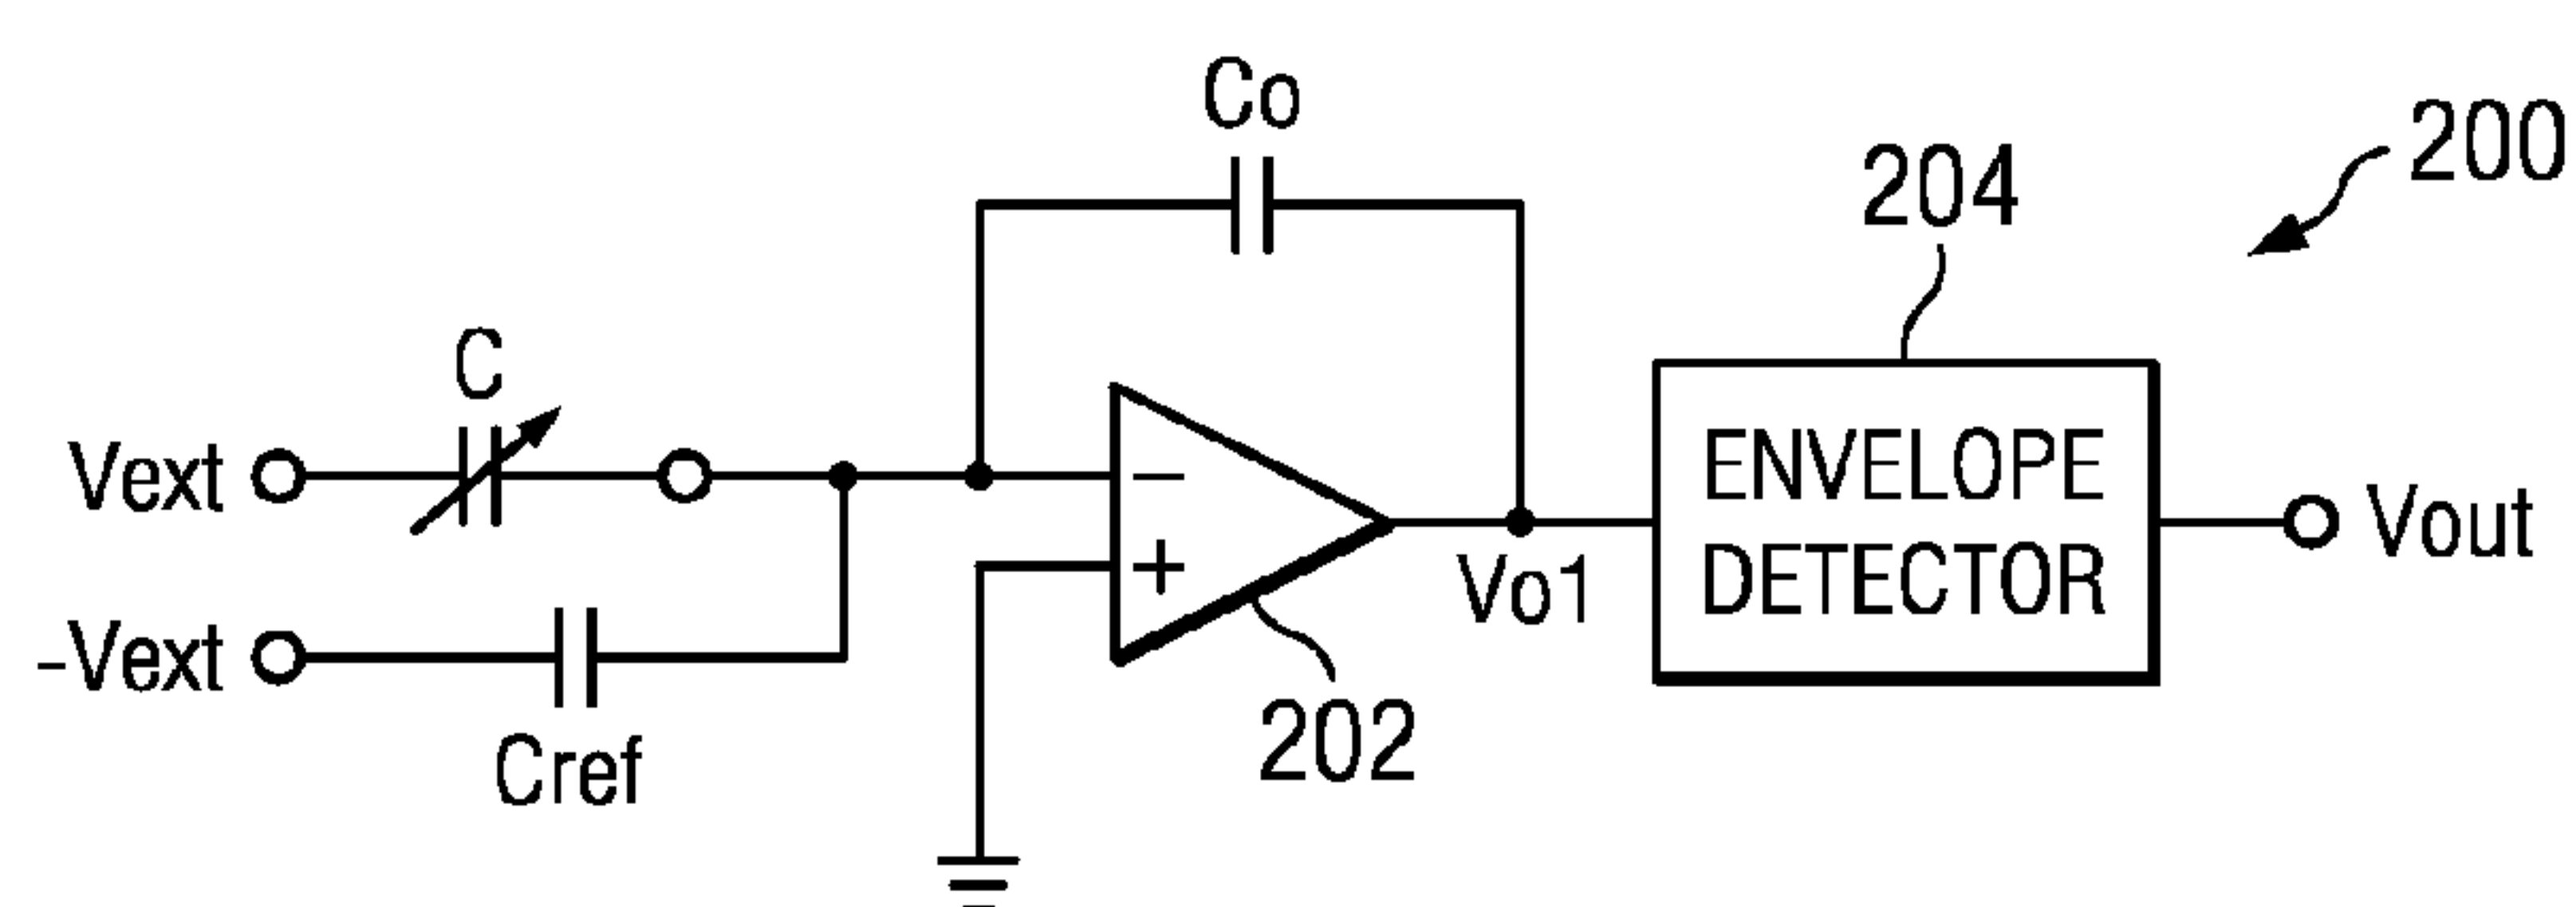 Co
200
204
C
Vext
ENVELOPE
DETECTOR
Vout
−
+
Vo1
-Vext
Cref
202